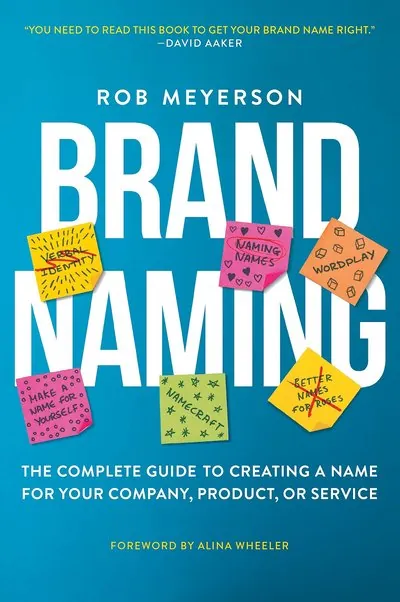 “YOU NEED TO READ THIS BOOK TO GET YOUR BRAND NAME RIGHT.”
—DAVID AAKER
ROB MEYERSON
BRAND
VERBAL
IDENTITY
NAMING
NAMES
WORDPLAY
NAMING
MAKE A
NAME FOR
YOURSELF
NAMECRAFT
BETTER
NAMES
FOR ROSES
THE COMPLETE GUIDE TO CREATING A NAME
FOR YOUR COMPANY, PRODUCT, OR SERVICE
FOREWORD BY ALINA WHEELER